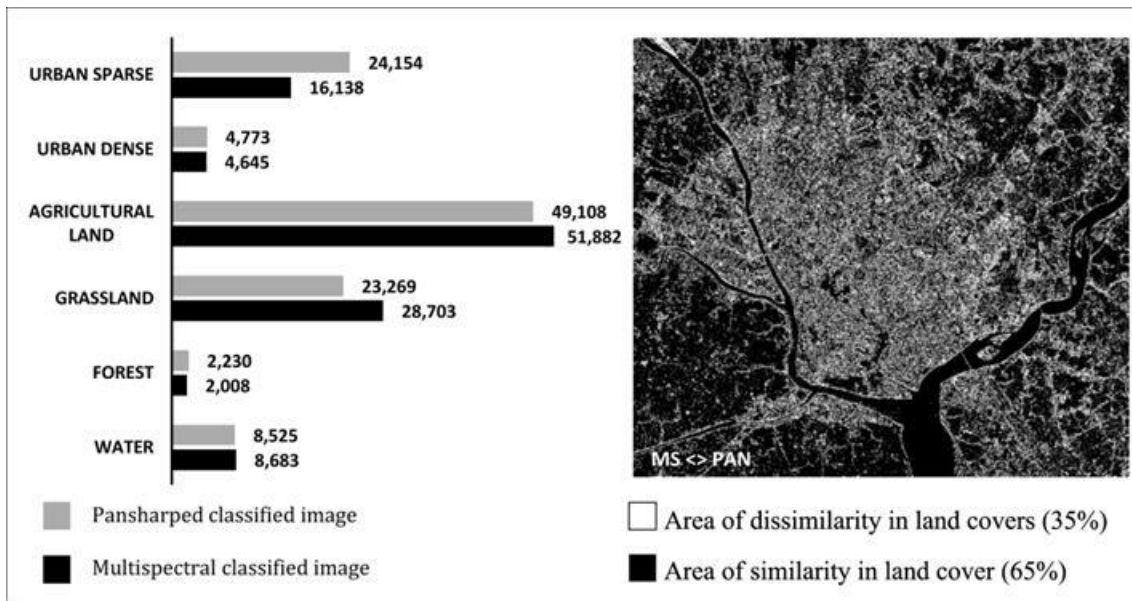 URBAN SPARSE
24,154
16,138
URBAN DENSE
4,773
4,645
AGRICULTURAL
LAND
49,108
51,882
GRASSLAND
23,269
28,703
FOREST
2,230
2,008
WATER
8,525
8,683
Pansharped classified image
Multispectral classified image
MS <> PAN
Area of dissimilarity in land covers (35%)
Area of similarity in land cover (65%)